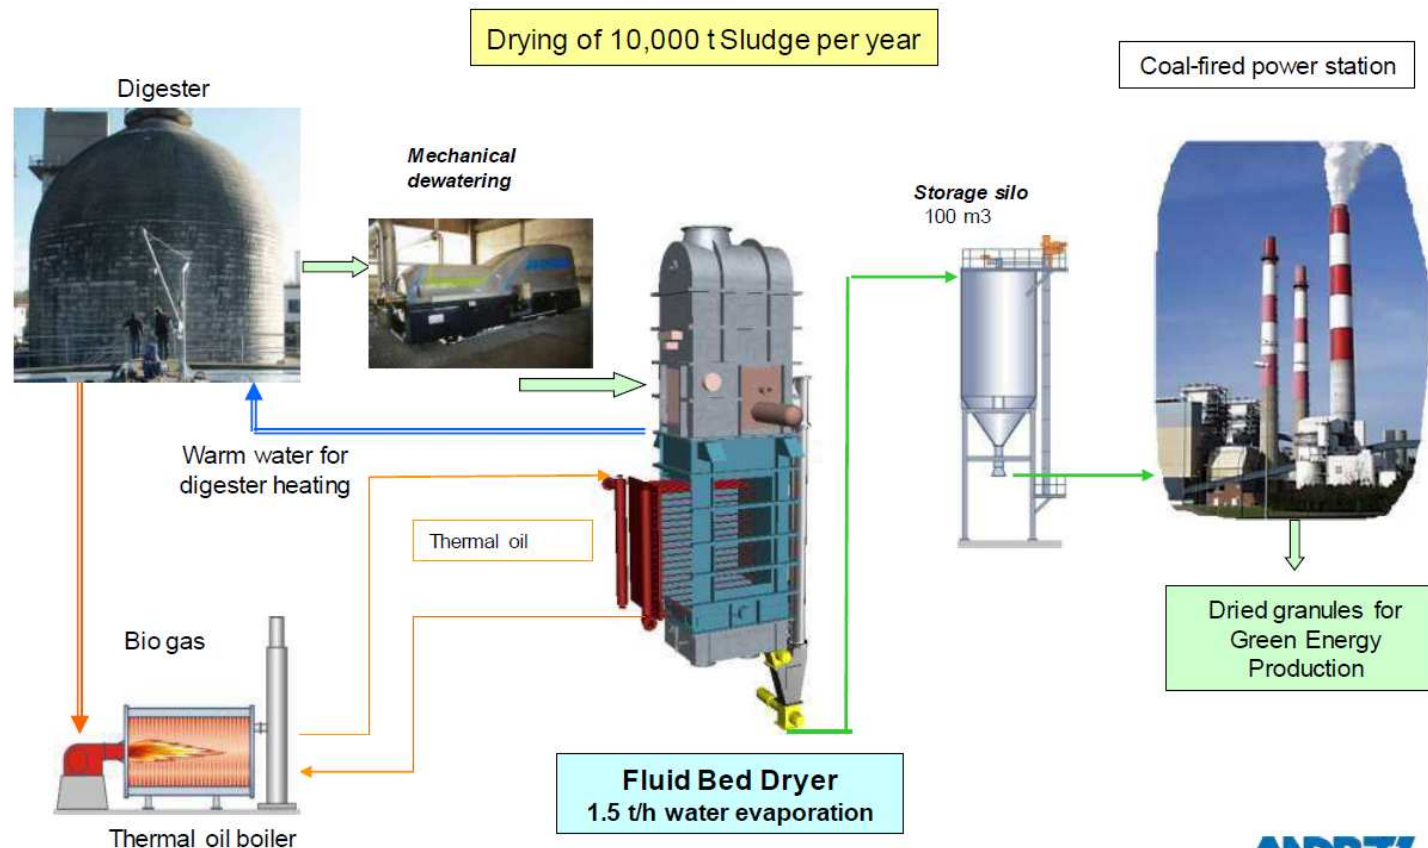 Drying of 10,000 t Sludge per year
Coal-fired power station
Digester
Mechanical
dewatering
Storage silo
100 m3
Warm water for
digester heating
Thermal oil
Bio gas
Dried granules for
Green Energy
Production
Fluid Bed Dryer
1.5 t/h water evaporation
Thermal oil boiler
ANDRITZ